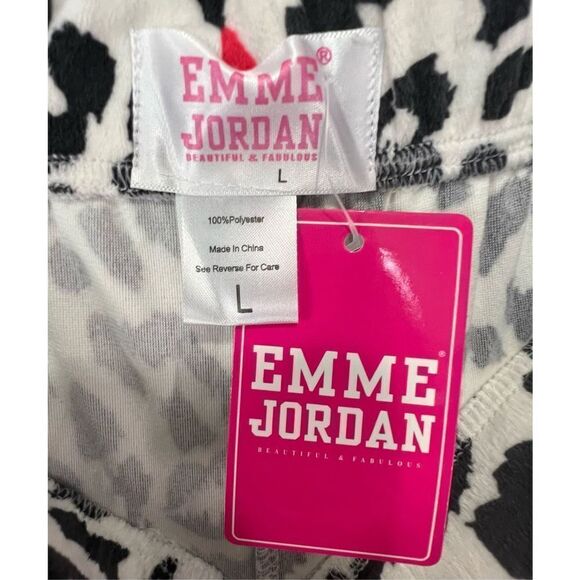 EMME®
JORDAN
BEAUTIFUL & FABULOUS
L
100%Polyester
Made In China
See Reverse For Care
L
EMME®
JORDAN
BEAUTIFUL & FABULOUS